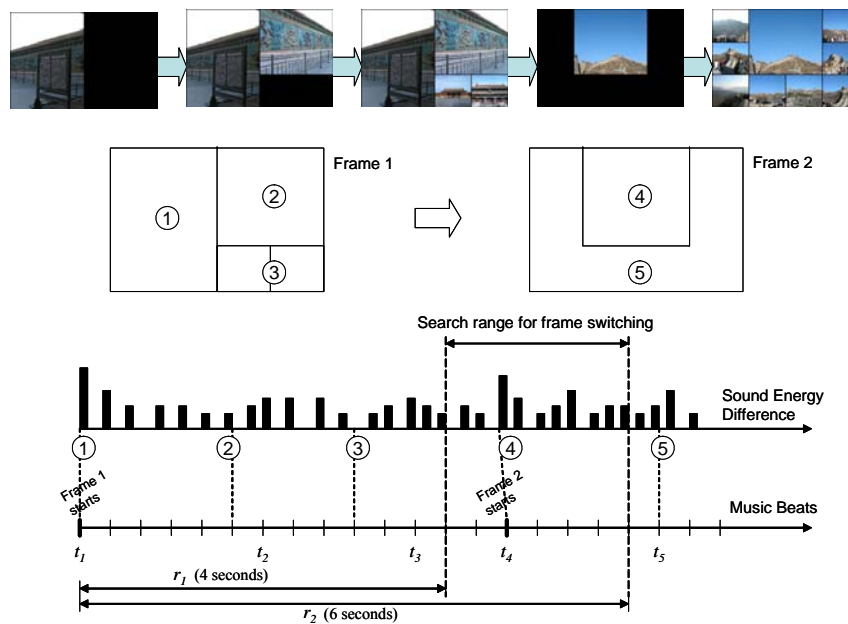 Frame 1
Frame 2
①
②
③
④
⑤
Search range for frame switching
Sound Energy
Difference
①
②
③
④
⑤
Frame 1
starts
Frame 2
starts
Music Beats
t1
t2
t3
t4
t5
r1 (4 seconds)
r2 (6 seconds)